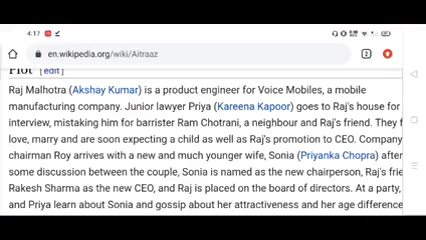 4:17
en.wikipedia.org/wiki/Aitraaz
2
Plot [edit]
Raj Malhotra (Akshay Kumar) is a product engineer for Voice Mobiles, a mobile
manufacturing company. Junior lawyer Priya (Kareena Kapoor) goes to Raj's house for
interview, mistaking him for barrister Ram Chotrani, a neighbour and Raj's friend. They f
love, marry and are soon expecting a child as well as Raj's promotion to CEO. Company
chairman Roy arrives with a new and much younger wife, Sonia (Priyanka Chopra) after
some discussion between the couple, Sonia is named as the new chairperson, Raj's frie
Rakesh Sharma as the new CEO, and Raj is placed on the board of directors. At a party,
and Priya learn about Sonia and gossip about her attractiveness and her age difference